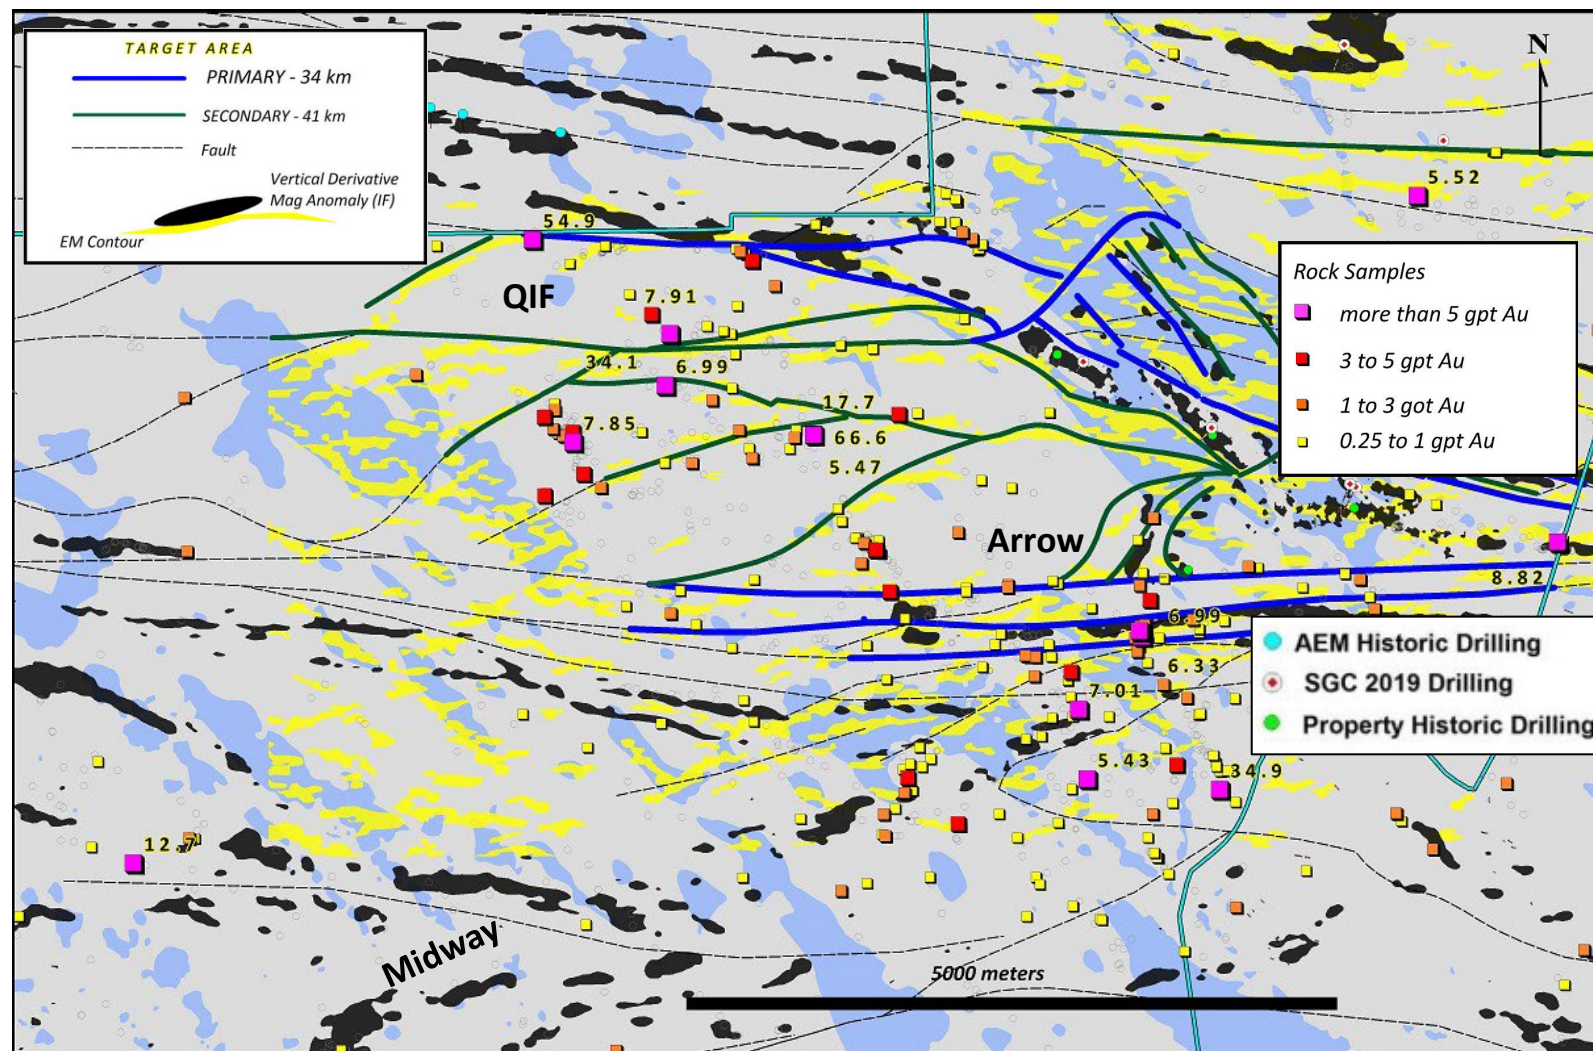 TARGET AREA
PRIMARY - 34 km
SECONDARY - 41 km
Fault
Vertical Derivative
Mag Anomaly (IF)
EM Contour
N
5.52
54.9
QIF
7.91
34.1
6.99
17.7
7.85
66.6
5.47
Rock Samples
more than 5 gpt Au
3 to 5 gpt Au
1 to 3 got Au
0.25 to 1 gpt Au
Arrow
8.82
6.99
6.33
7.01
AEM Historic Drilling
SGC 2019 Drilling
Property Historic Drilling
5.43
34.9
12.7
Midway
5000 meters